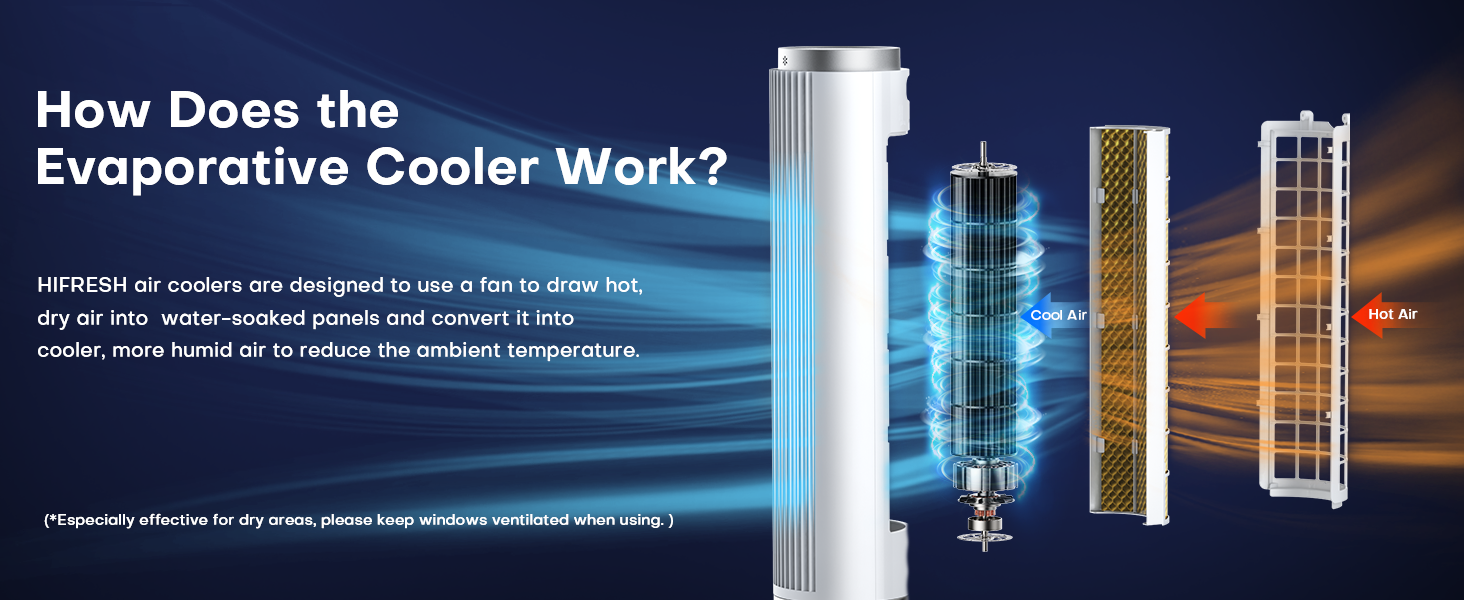 How Does the
Evaporative Cooler Work?
HIFRESH air coolers are designed to use a fan to draw hot,
dry air into  water-soaked panels and convert it into
cooler, more humid air to reduce the ambient temperature.
Cool Air
Hot Air
(*Especially effective for dry areas, please keep windows ventilated when using. )